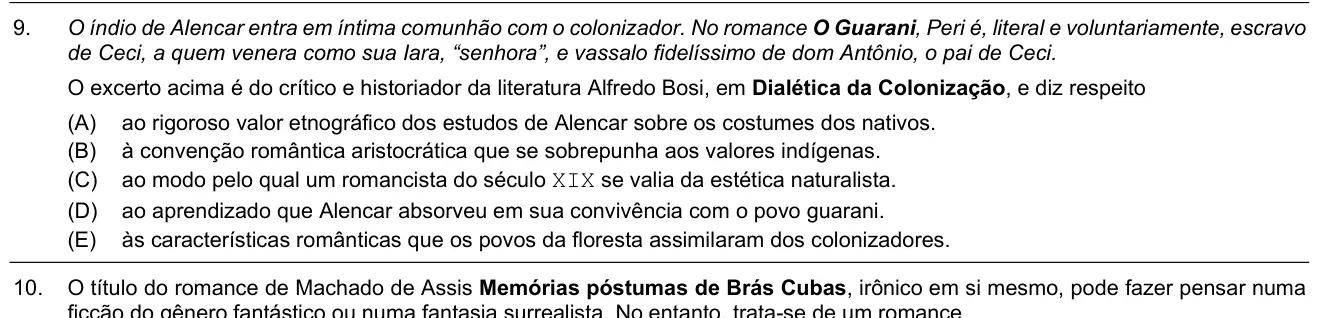 9. O índio de Alencar entra em íntima comunhão com o colonizador. No romance O Guarani, Peri é, literal e voluntariamente, escravo
de Ceci, a quem venera como sua Iara, “senhora”, e vassalo fidelíssimo de dom Antônio, o pai de Ceci.
O excerto acima é do crítico e historiador da literatura Alfredo Bosi, em Dialética da Colonização, e diz respeito
(A) ao rigoroso valor etnográfico dos estudos de Alencar sobre os costumes dos nativos.
(B) à convenção romântica aristocrática que se sobrepunha aos valores indígenas.
(C) ao modo pelo qual um romancista do século XIX se valia da estética naturalista.
(D) ao aprendizado que Alencar absorveu em sua convivência com o povo guarani.
(E) às características românticas que os povos da floresta assimilaram dos colonizadores.
10. O título do romance de Machado de Assis Memórias póstumas de Brás Cubas, irônico em si mesmo, pode fazer pensar numa
ficção do gênero fantástico ou numa fantasia surrealista. No entanto, trata-se de um romance